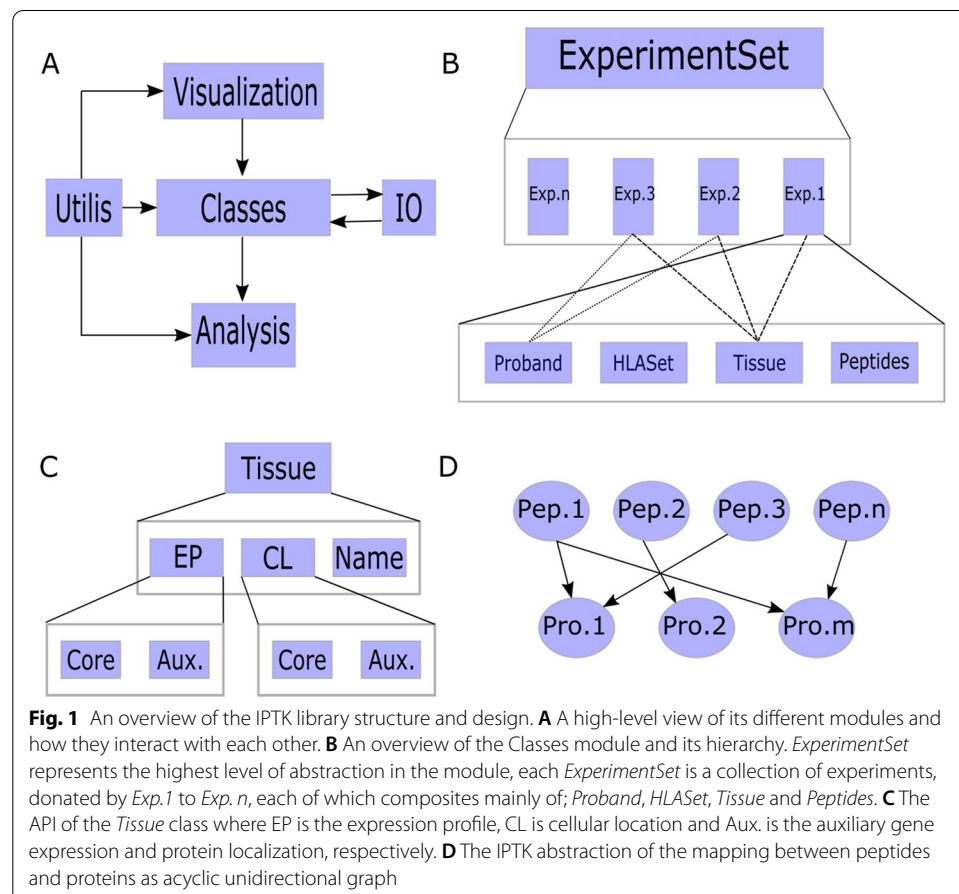 A
Visualization
Utilis
Classes
IO
Analysis
B
ExperimentSet
Exp.n
Exp.3
Exp.2
Exp.1
Proband
HLASet
Tissue
Peptides
C
Tissue
EP
CL
Name
Core
Aux.
Core
Aux.
D
Pep.1
Pep.2
Pep.3
Pep.n
Pro.1
Pro.2
Pro.m
Fig. 1 An overview of the IPTK library structure and design. A A high-level view of its different modules and
how they interact with each other. B An overview of the Classes module and its hierarchy. ExperimentSet
represents the highest level of abstraction in the module, each ExperimentSet is a collection of experiments,
donated by Exp.1 to Exp. n, each of which composites mainly of; Proband, HLASet, Tissue and Peptides. C The
API of the Tissue class where EP is the expression profile, CL is cellular location and Aux. is the auxiliary gene
expression and protein localization, respectively. D The IPTK abstraction of the mapping between peptides
and proteins as acyclic unidirectional graph